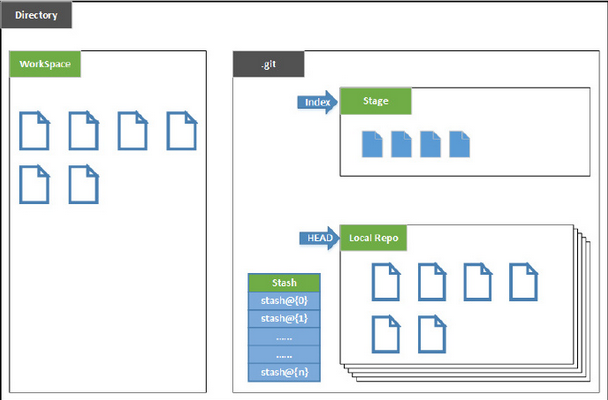 Directory
WorkSpace
.git
Index
Stage
HEAD
Local Repo
Stash
stash@{0}
stash@{1}
......
......
stash@{n}